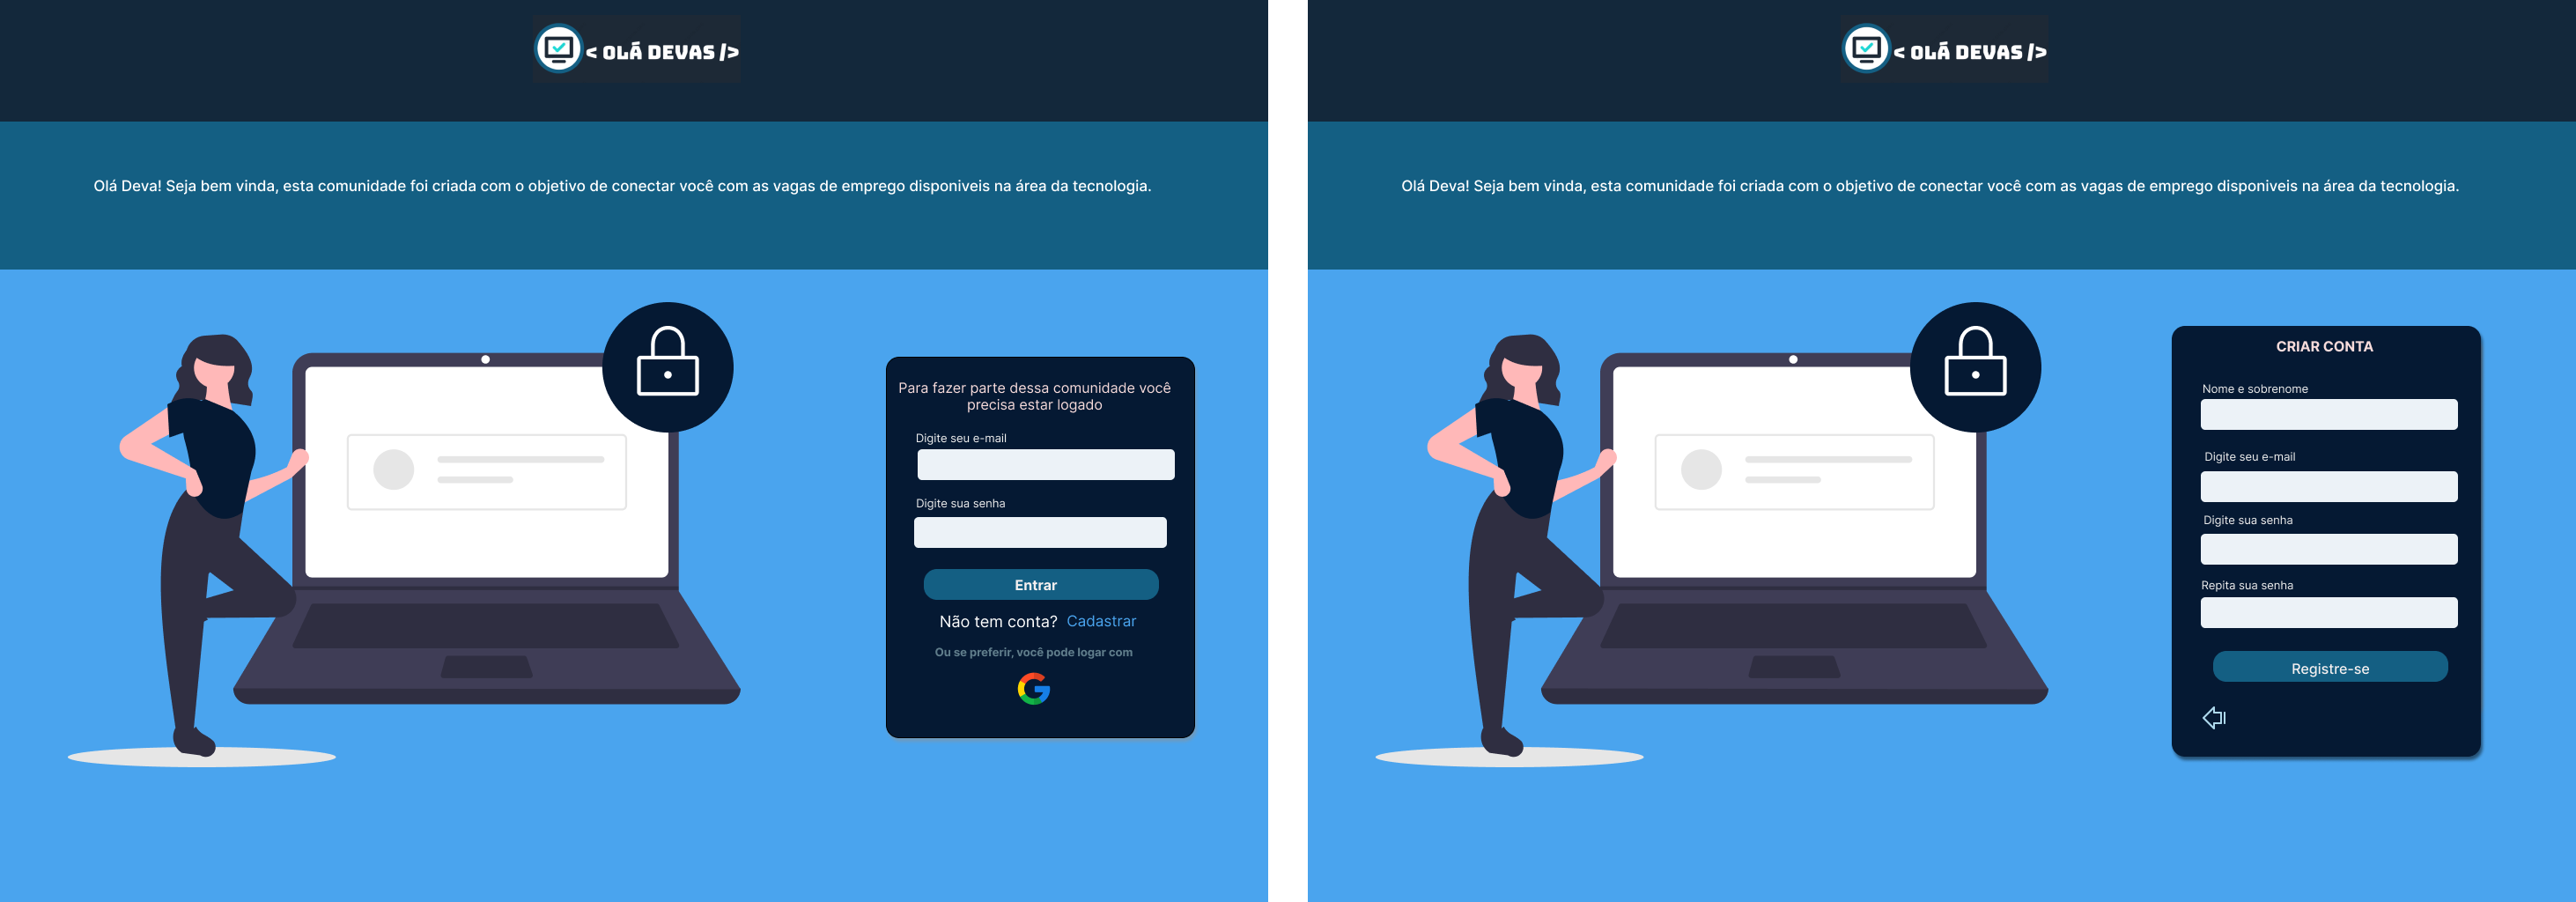 < OLÁ DEVAS />
Olá Deva! Seja bem vinda, esta comunidade foi criada com o objetivo de conectar você com as vagas de emprego disponiveis na área da tecnologia.
Para fazer parte dessa comunidade você
precisa estar logado
Digite seu e-mail
Digite sua senha
Entrar
Não tem conta? Cadastrar
Ou se preferir, você pode logar com
< OLÁ DEVAS />
Olá Deva! Seja bem vinda, esta comunidade foi criada com o objetivo de conectar você com as vagas de emprego disponiveis na área da tecnologia.
CRIAR CONTA
Nome e sobrenome
Digite seu e-mail
Digite sua senha
Repita sua senha
Registre-se